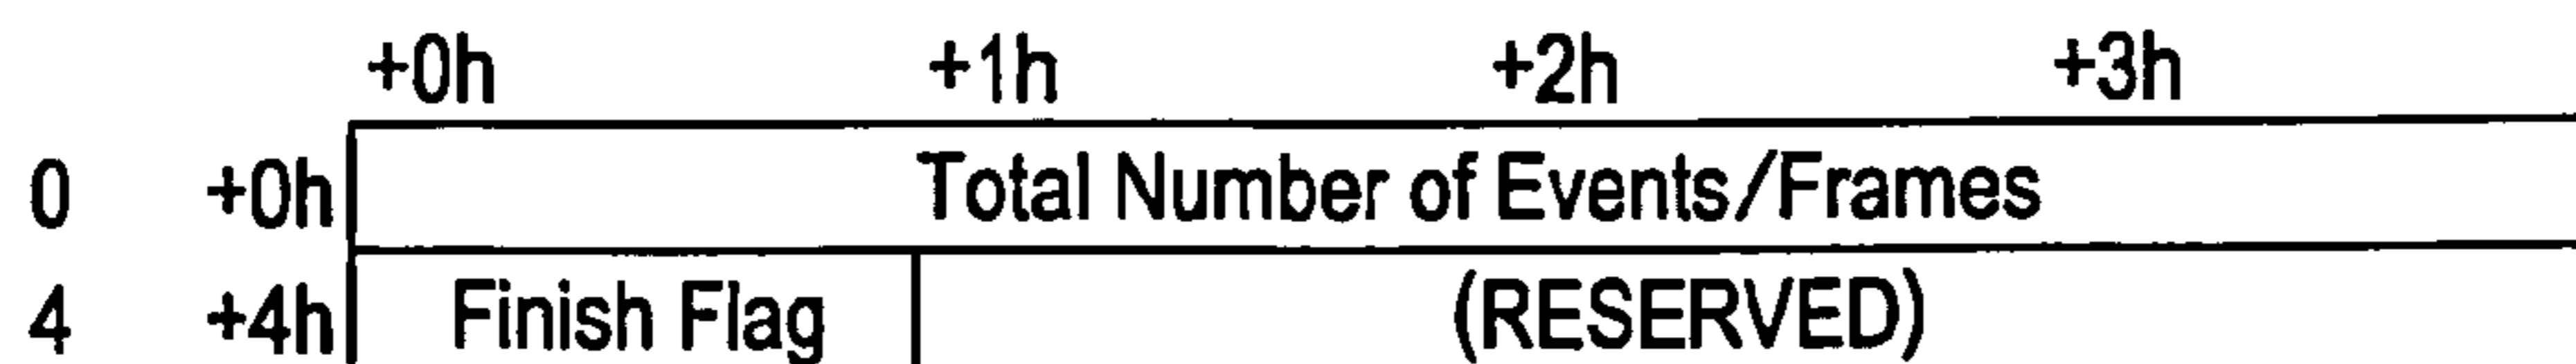 +0h +1h +2h +3h
0 +0h Total Number of Events/Frames
4 +4h Finish Flag (RESERVED)